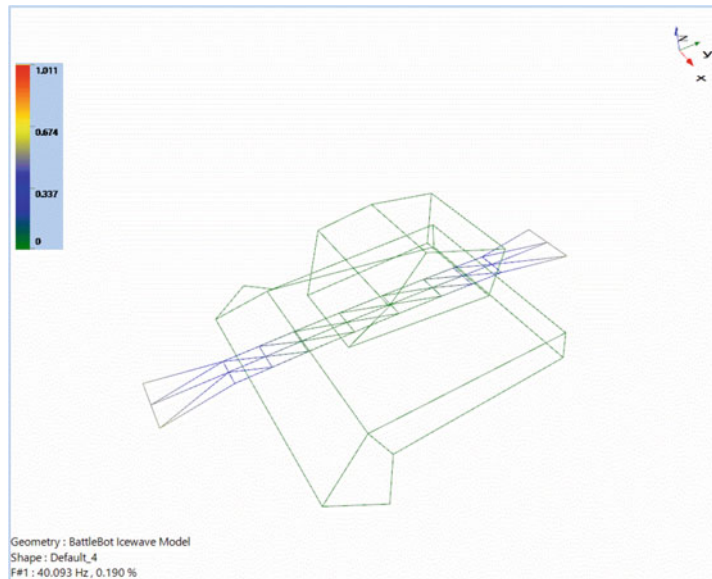 1.011
0.674
0.337
0
Z
y
x
Geometry : BattleBot Icewave Model
Shape : Default_4
F#1 : 40.093 Hz , 0.190 %